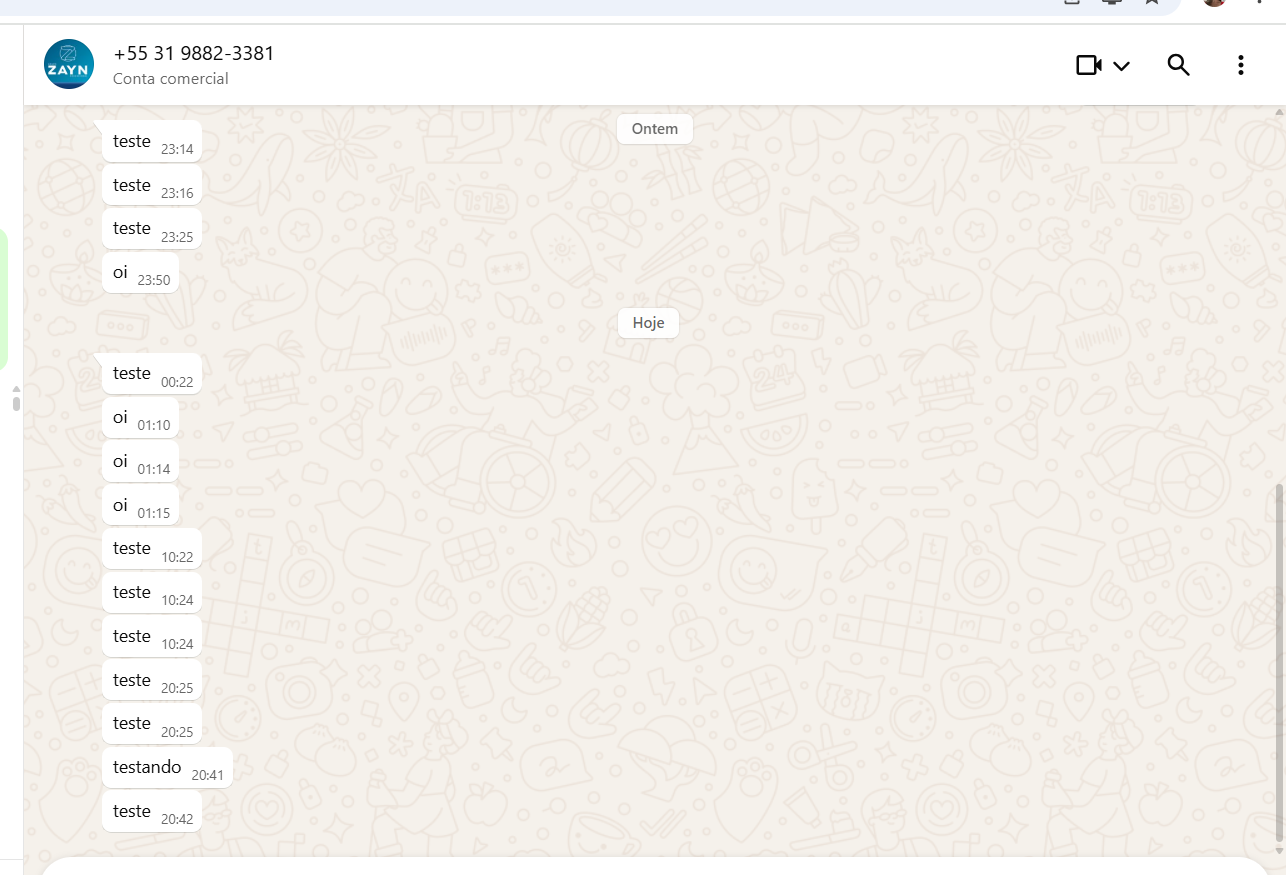 ZAYN
+55 31 9882-3381
Conta comercial
Ontem
teste 23:14
teste 23:16
teste 23:25
oi 23:50
Hoje
teste 00:22
oi 01:10
oi 01:14
oi 01:15
teste 10:22
teste 10:24
teste 10:24
teste 20:25
teste 20:25
testando 20:41
teste 20:42